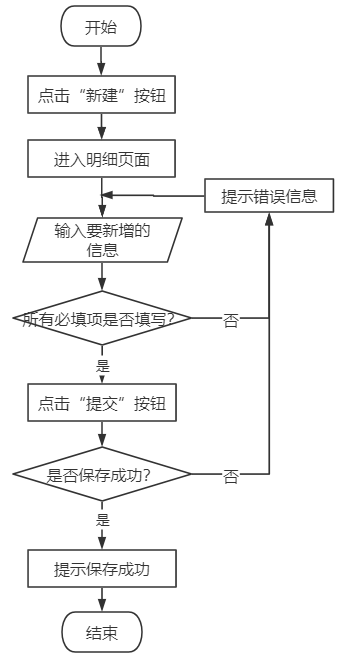 开始
点击“新建”按钮
进入明细页面
提示错误信息
输入要新增的
信息
所有必填项是否填写?
否
是
点击“提交”按钮
是否保存成功?
否
是
提示保存成功
结束